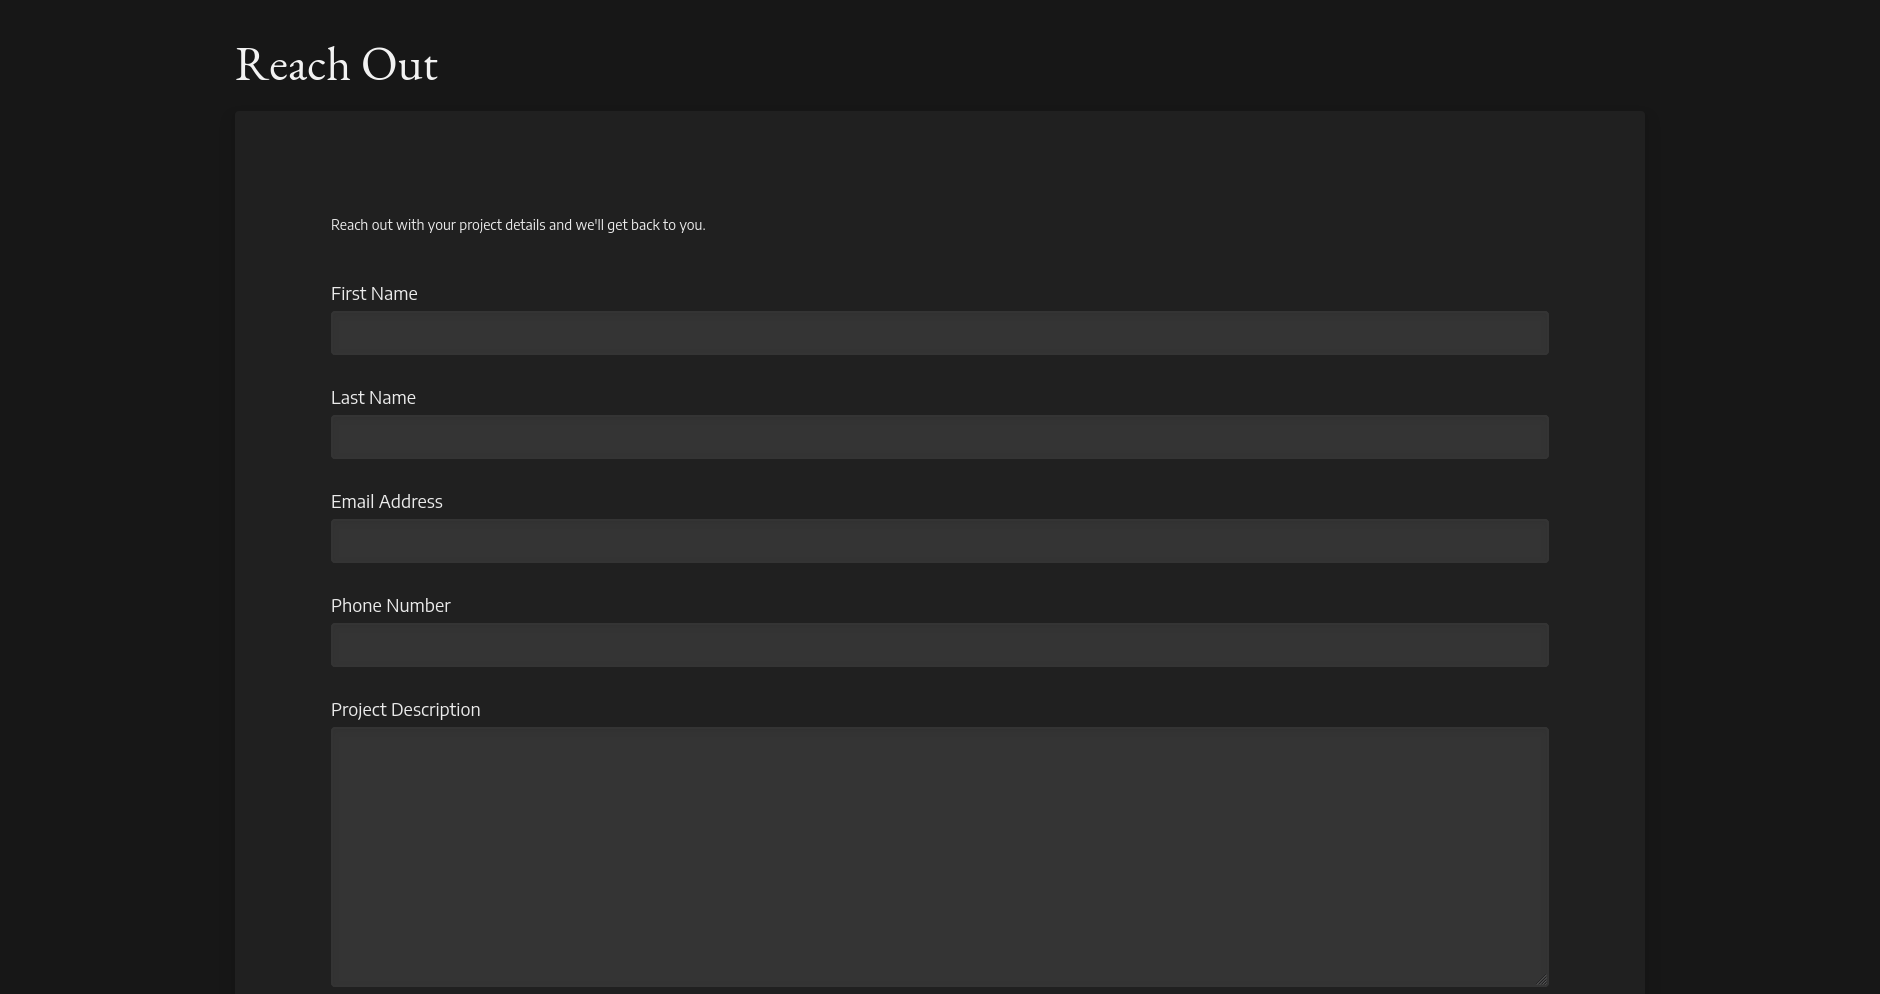 Reach Out
Reach out with your project details and we'll get back to you.
First Name
Last Name
Email Address
Phone Number
Project Description